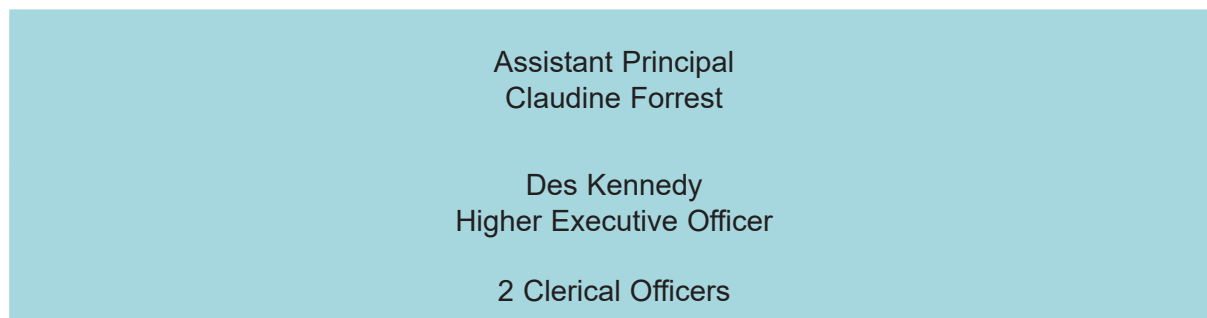 Assistant Principal
Claudine Forrest
Des Kennedy
Higher Executive Officer
2 Clerical Officers